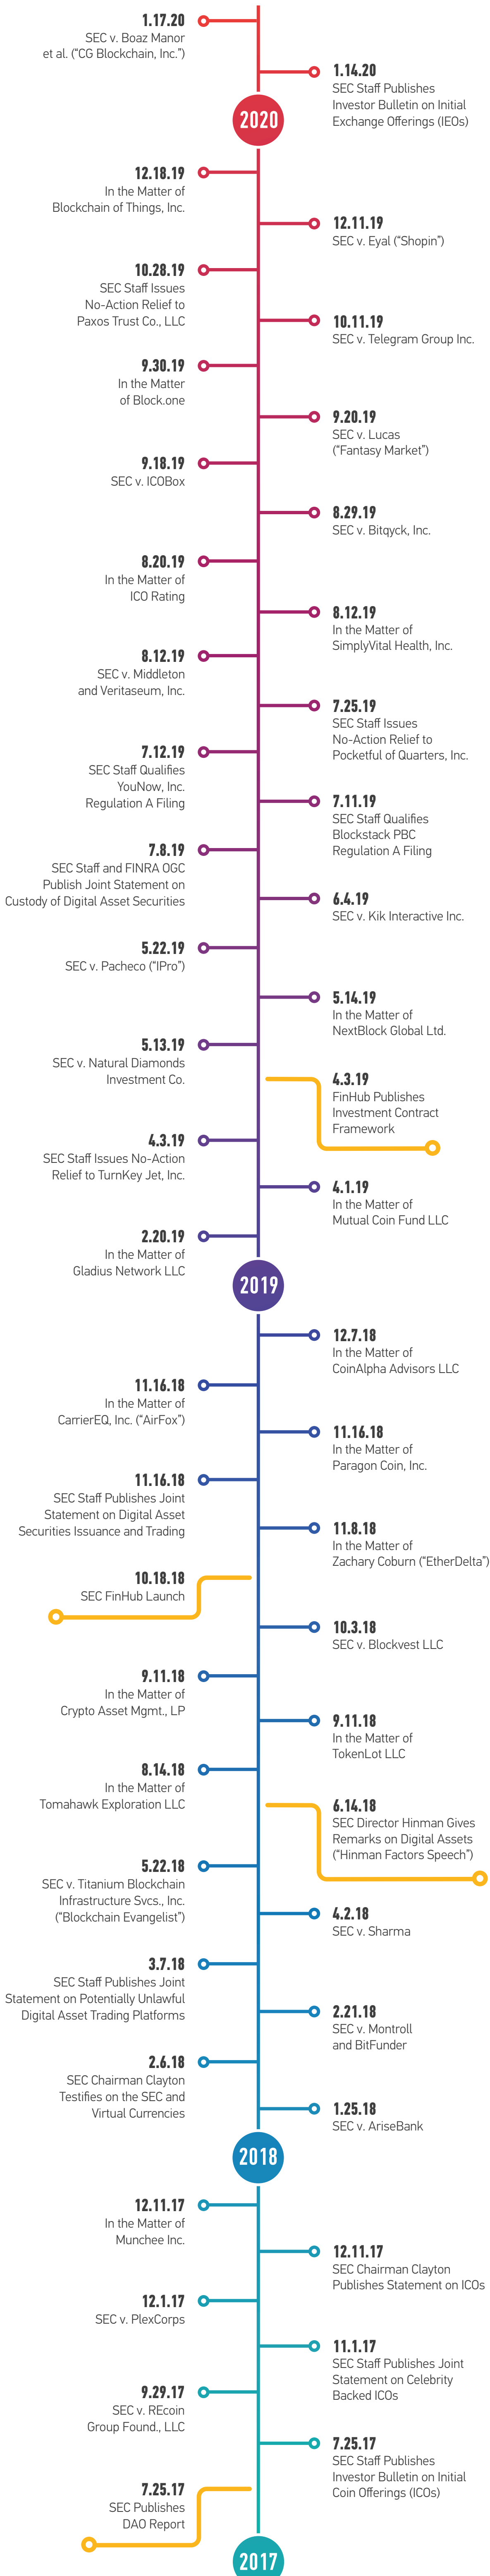 1.17.20
SEC v. Boaz Manor
et al. (“CG Blockchain, Inc.”)
1.14.20
SEC Staff Publishes
Investor Bulletin on Initial
Exchange Offerings (IEOs)
2020
12.18.19
In the Matter of
Blockchain of Things, Inc.
12.11.19
SEC v. Eyal (“Shopin”)
10.28.19
SEC Staff Issues
No-Action Relief to
Paxos Trust Co., LLC
10.11.19
SEC v. Telegram Group Inc.
9.30.19
In the Matter
of Block.one
9.20.19
SEC v. Lucas
(“Fantasy Market”)
9.18.19
SEC v. ICOBox
8.29.19
SEC v. Bitqyck, Inc.
8.20.19
In the Matter of
ICO Rating
8.12.19
In the Matter of
SimplyVital Health, Inc.
8.12.19
SEC v. Middleton
and Veritaseum, Inc.
7.25.19
SEC Staff Issues
No-Action Relief to
Pocketful of Quarters, Inc.
7.12.19
SEC Staff Qualifies
YouNow, Inc.
Regulation A Filing
7.11.19
SEC Staff Qualifies
Blockstack PBC
Regulation A Filing
7.8.19
SEC Staff and FINRA OGC
Publish Joint Statement on
Custody of Digital Asset Securities
6.4.19
SEC v. Kik Interactive Inc.
5.22.19
SEC v. Pacheco (“IPro”)
5.14.19
In the Matter of
NextBlock Global Ltd.
5.13.19
SEC v. Natural Diamonds
Investment Co.
4.3.19
FinHub Publishes
Investment Contract
Framework
4.3.19
SEC Staff Issues No-Action
Relief to TurnKey Jet, Inc.
4.1.19
In the Matter of
Mutual Coin Fund LLC
2.20.19
In the Matter of
Gladius Network LLC
2019
12.7.18
In the Matter of
CoinAlpha Advisors LLC
11.16.18
In the Matter of
CarrierEQ, Inc. (“AirFox”)
11.16.18
In the Matter of
Paragon Coin, Inc.
11.16.18
SEC Staff Publishes Joint
Statement on Digital Asset
Securities Issuance and Trading
11.8.18
In the Matter of
Zachary Coburn (“EtherDelta”)
10.18.18
SEC FinHub Launch
10.3.18
SEC v. Blockvest LLC
9.11.18
In the Matter of
Crypto Asset Mgmt., LP
9.11.18
In the Matter of
TokenLot LLC
8.14.18
In the Matter of
Tomahawk Exploration LLC
6.14.18
SEC Director Hinman Gives
Remarks on Digital Assets
(“Hinman Factors Speech”)
5.22.18
SEC v. Titanium Blockchain
Infrastructure Svcs., Inc.
(“Blockchain Evangelist”)
4.2.18
SEC v. Sharma
3.7.18
SEC Staff Publishes Joint
Statement on Potentially Unlawful
Digital Asset Trading Platforms
2.21.18
SEC v. Montroll
and BitFunder
2.6.18
SEC Chairman Clayton
Testifies on the SEC and
Virtual Currencies
1.25.18
SEC v. AriseBank
2018
12.11.17
In the Matter of
Munchee Inc.
12.11.17
SEC Chairman Clayton
Publishes Statement on ICOs
12.1.17
SEC v. PlexCorps
11.1.17
SEC Staff Publishes Joint
Statement on Celebrity
Backed ICOs
9.29.17
SEC v. REcoin
Group Found., LLC
7.25.17
SEC Staff Publishes
Investor Bulletin on Initial
Coin Offerings (ICOs)
7.25.17
SEC Publishes
DAO Report
2017